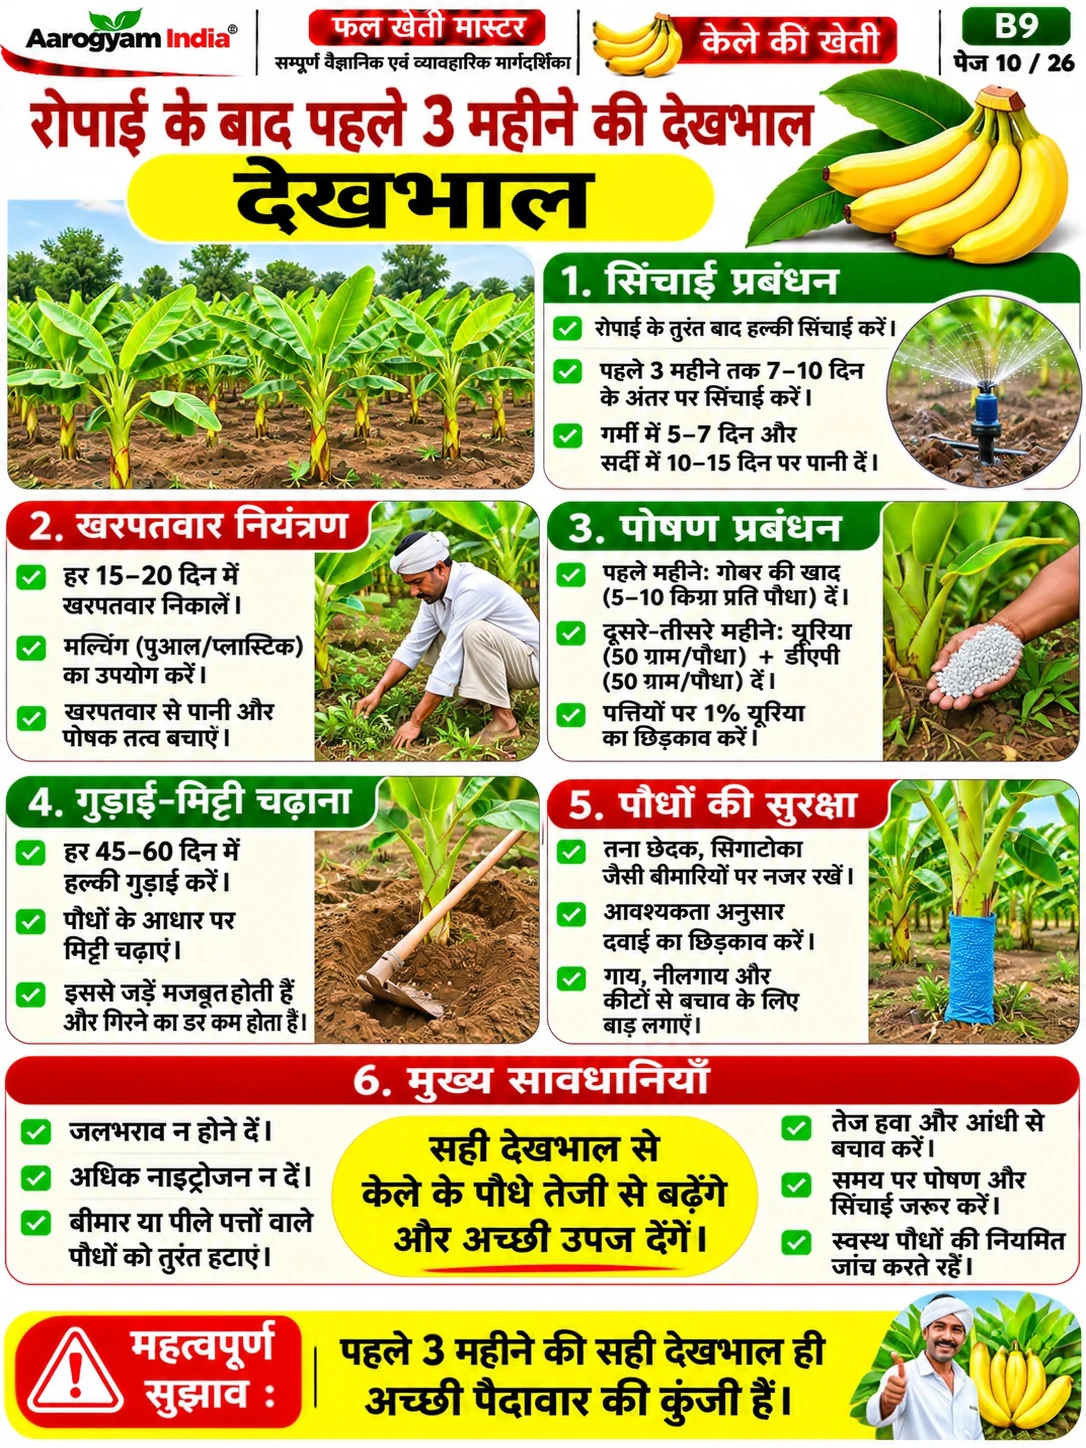 Aarogyam India®
फल खेती मास्टर
सम्पूर्ण वैज्ञानिक एवं व्यावहारिक मार्गदर्शिका
केले की खेती
B9
पेज 10 / 26
रोपाई के बाद पहले 3 महीने की देखभाल
देखभाल
1. सिंचाई प्रबंधन
रोपाई के तुरंत बाद हल्की सिंचाई करें।
पहले 3 महीने तक 7–10 दिन
के अंतर पर सिंचाई करें।
गर्मी में 5–7 दिन और
सर्दी में 10–15 दिन पर पानी दें।
2. खरपतवार नियंत्रण
हर 15–20 दिन में
खरपतवार निकालें।
मल्चिंग (पुआल/प्लास्टिक)
का उपयोग करें।
खरपतवार से पानी और
पोषक तत्व बचाएँ।
3. पोषण प्रबंधन
पहले महीने: गोबर की खाद
(5–10 किग्रा प्रति पौधा) दें।
दूसरे-तीसरे महीने: यूरिया
(50 ग्राम/पौधा) + डीएपी
(50 ग्राम/पौधा) दें।
पत्तियों पर 1% यूरिया
का छिड़काव करें।
4. गुड़ाई-मिट्टी चढ़ाना
हर 45–60 दिन में
हल्की गुड़ाई करें।
पौधों के आधार पर
मिट्टी चढ़ाएं।
इससे जड़ें मजबूत होती हैं
और गिरने का डर कम होता हैं।
5. पौधों की सुरक्षा
तना छेदक, सिगाटोका
जैसी बीमारियों पर नजर रखें।
आवश्यकता अनुसार
दवाई का छिड़काव करें।
गाय, नीलगाय और
कीटों से बचाव के लिए
बाड़ लगाएँ।
6. मुख्य सावधानियाँ
जलभराव न होने दें।
अधिक नाइट्रोजन न दें।
बीमार या पीले पत्तों वाले
पौधों को तुरंत हटाएं।
सही देखभाल से
केले के पौधे तेजी से बढ़ेंगे
और अच्छी उपज देंगें।
तेज हवा और आंधी से
बचाव करें।
समय पर पोषण और
सिंचाई जरूर करें।
स्वस्थ पौधों की नियमित
जांच करते रहें।
महत्वपूर्ण
सुझाव :
पहले 3 महीने की सही देखभाल ही
अच्छी पैदावार की कुंजी हैं।